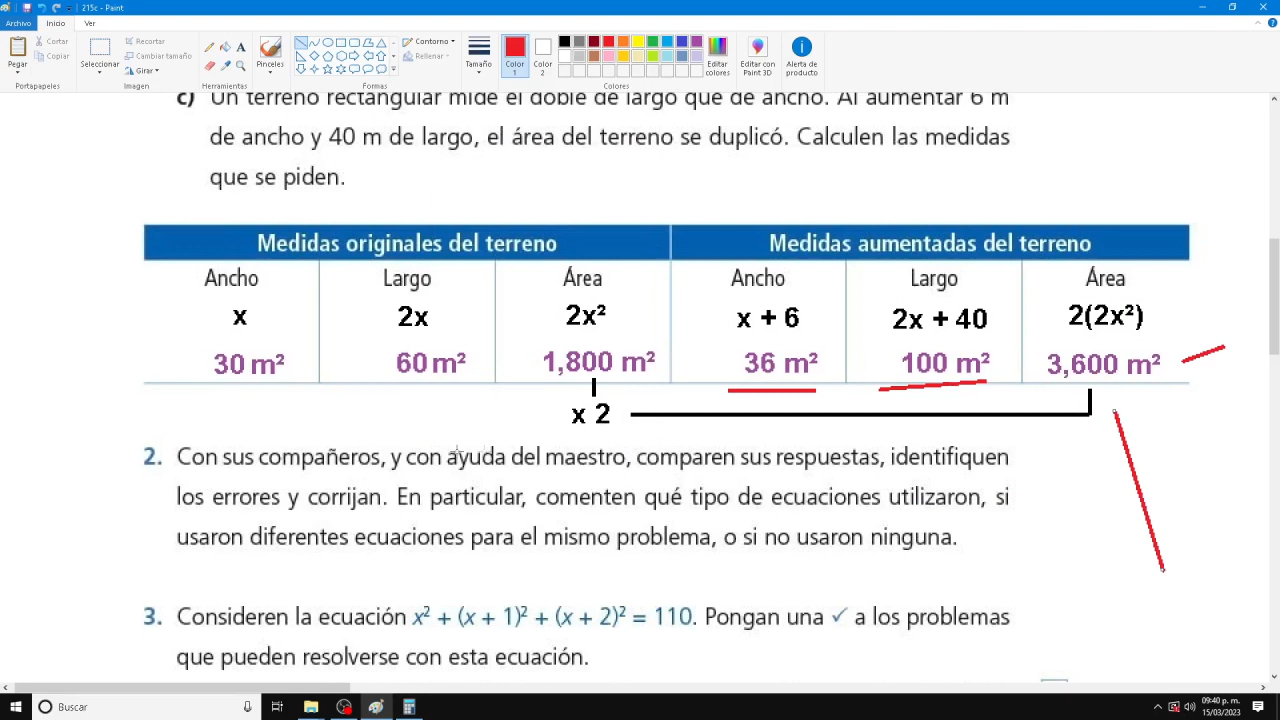 215c - Paint
Archivo Inicio Ver
Pegar
Cortar
Copiar
Portapapeles
Seleccionar
Recortar
Cambiar tamaño
Girar
Imagen
A
Herramientas
Pinceles
Contorno
Rellenar
Formas
Tamaño
Color 1
Color 2
Editar colores
Colores
Editar con Paint 3D
Alerta de producto
c) Un terreno rectangular mide el doble de largo que de ancho. Al aumentar 6 m
de ancho y 40 m de largo, el área del terreno se duplicó. Calculen las medidas
que se piden.
Medidas originales del terreno Medidas aumentadas del terreno
Ancho Largo Área Ancho Largo Área
x 2x 2x² x + 6 2x + 40 2(2x²)
30 m² 60 m² 1,800 m² 36 m² 100 m² 3,600 m²
x 2
2. Con sus compañeros, y con ayuda del maestro, comparen sus respuestas, identifiquen
los errores y corrijan. En particular, comenten qué tipo de ecuaciones utilizaron, si
usaron diferentes ecuaciones para el mismo problema, o si no usaron ninguna.
3. Consideren la ecuación x² + (x + 1)² + (x + 2)² = 110. Pongan una ✓ a los problemas
que pueden resolverse con esta ecuación.
Buscar
09:40 p. m.
15/03/2023